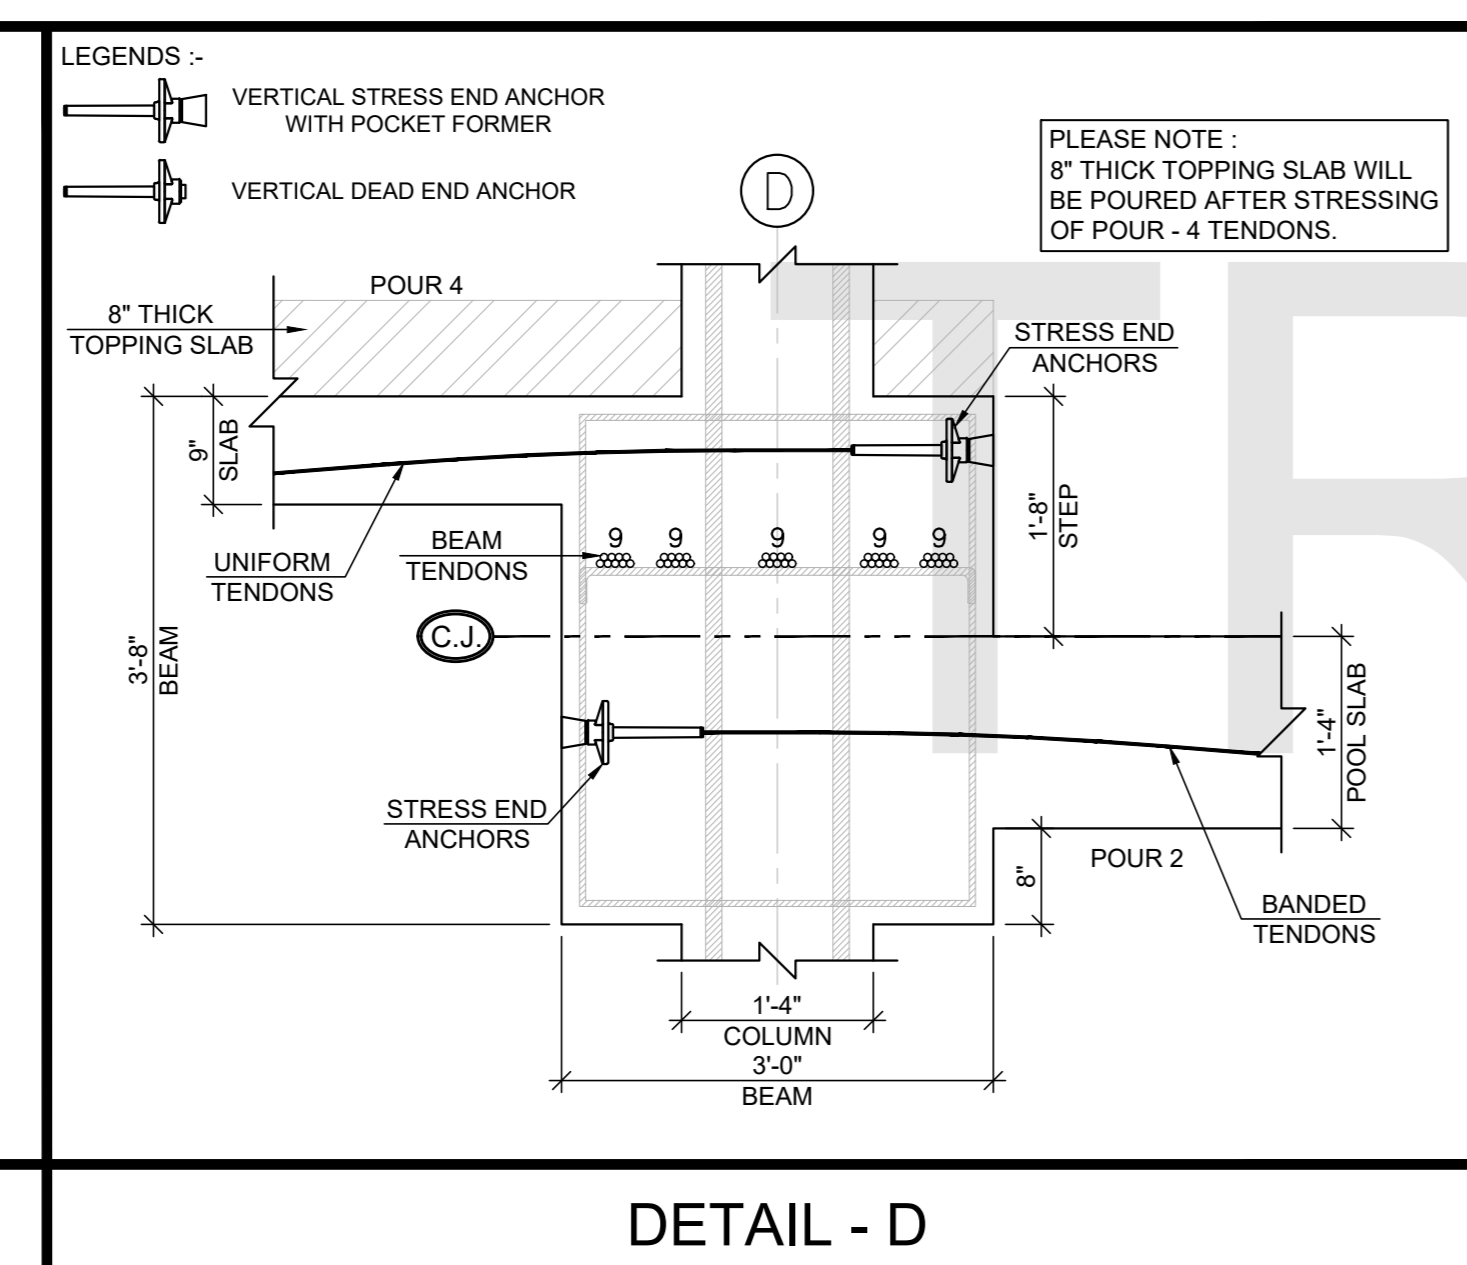 LEGENDS :-
VERTICAL STRESS END ANCHOR
WITH POCKET FORMER
VERTICAL DEAD END ANCHOR
D
PLEASE NOTE :
8" THICK TOPPING SLAB WILL
BE POURED AFTER STRESSING
OF POUR - 4 TENDONS.
POUR 4
8" THICK
TOPPING SLAB
STRESS END
ANCHORS
9"
SLAB
1'-8"
STEP
BEAM
TENDONS
9 9 9 9 9
UNIFORM
TENDONS
C.J.
3'-8"
BEAM
1'-4"
POOL SLAB
STRESS END
ANCHORS
POUR 2
8"
BANDED
TENDONS
1'-4"
COLUMN
3'-0"
BEAM
DETAIL - D